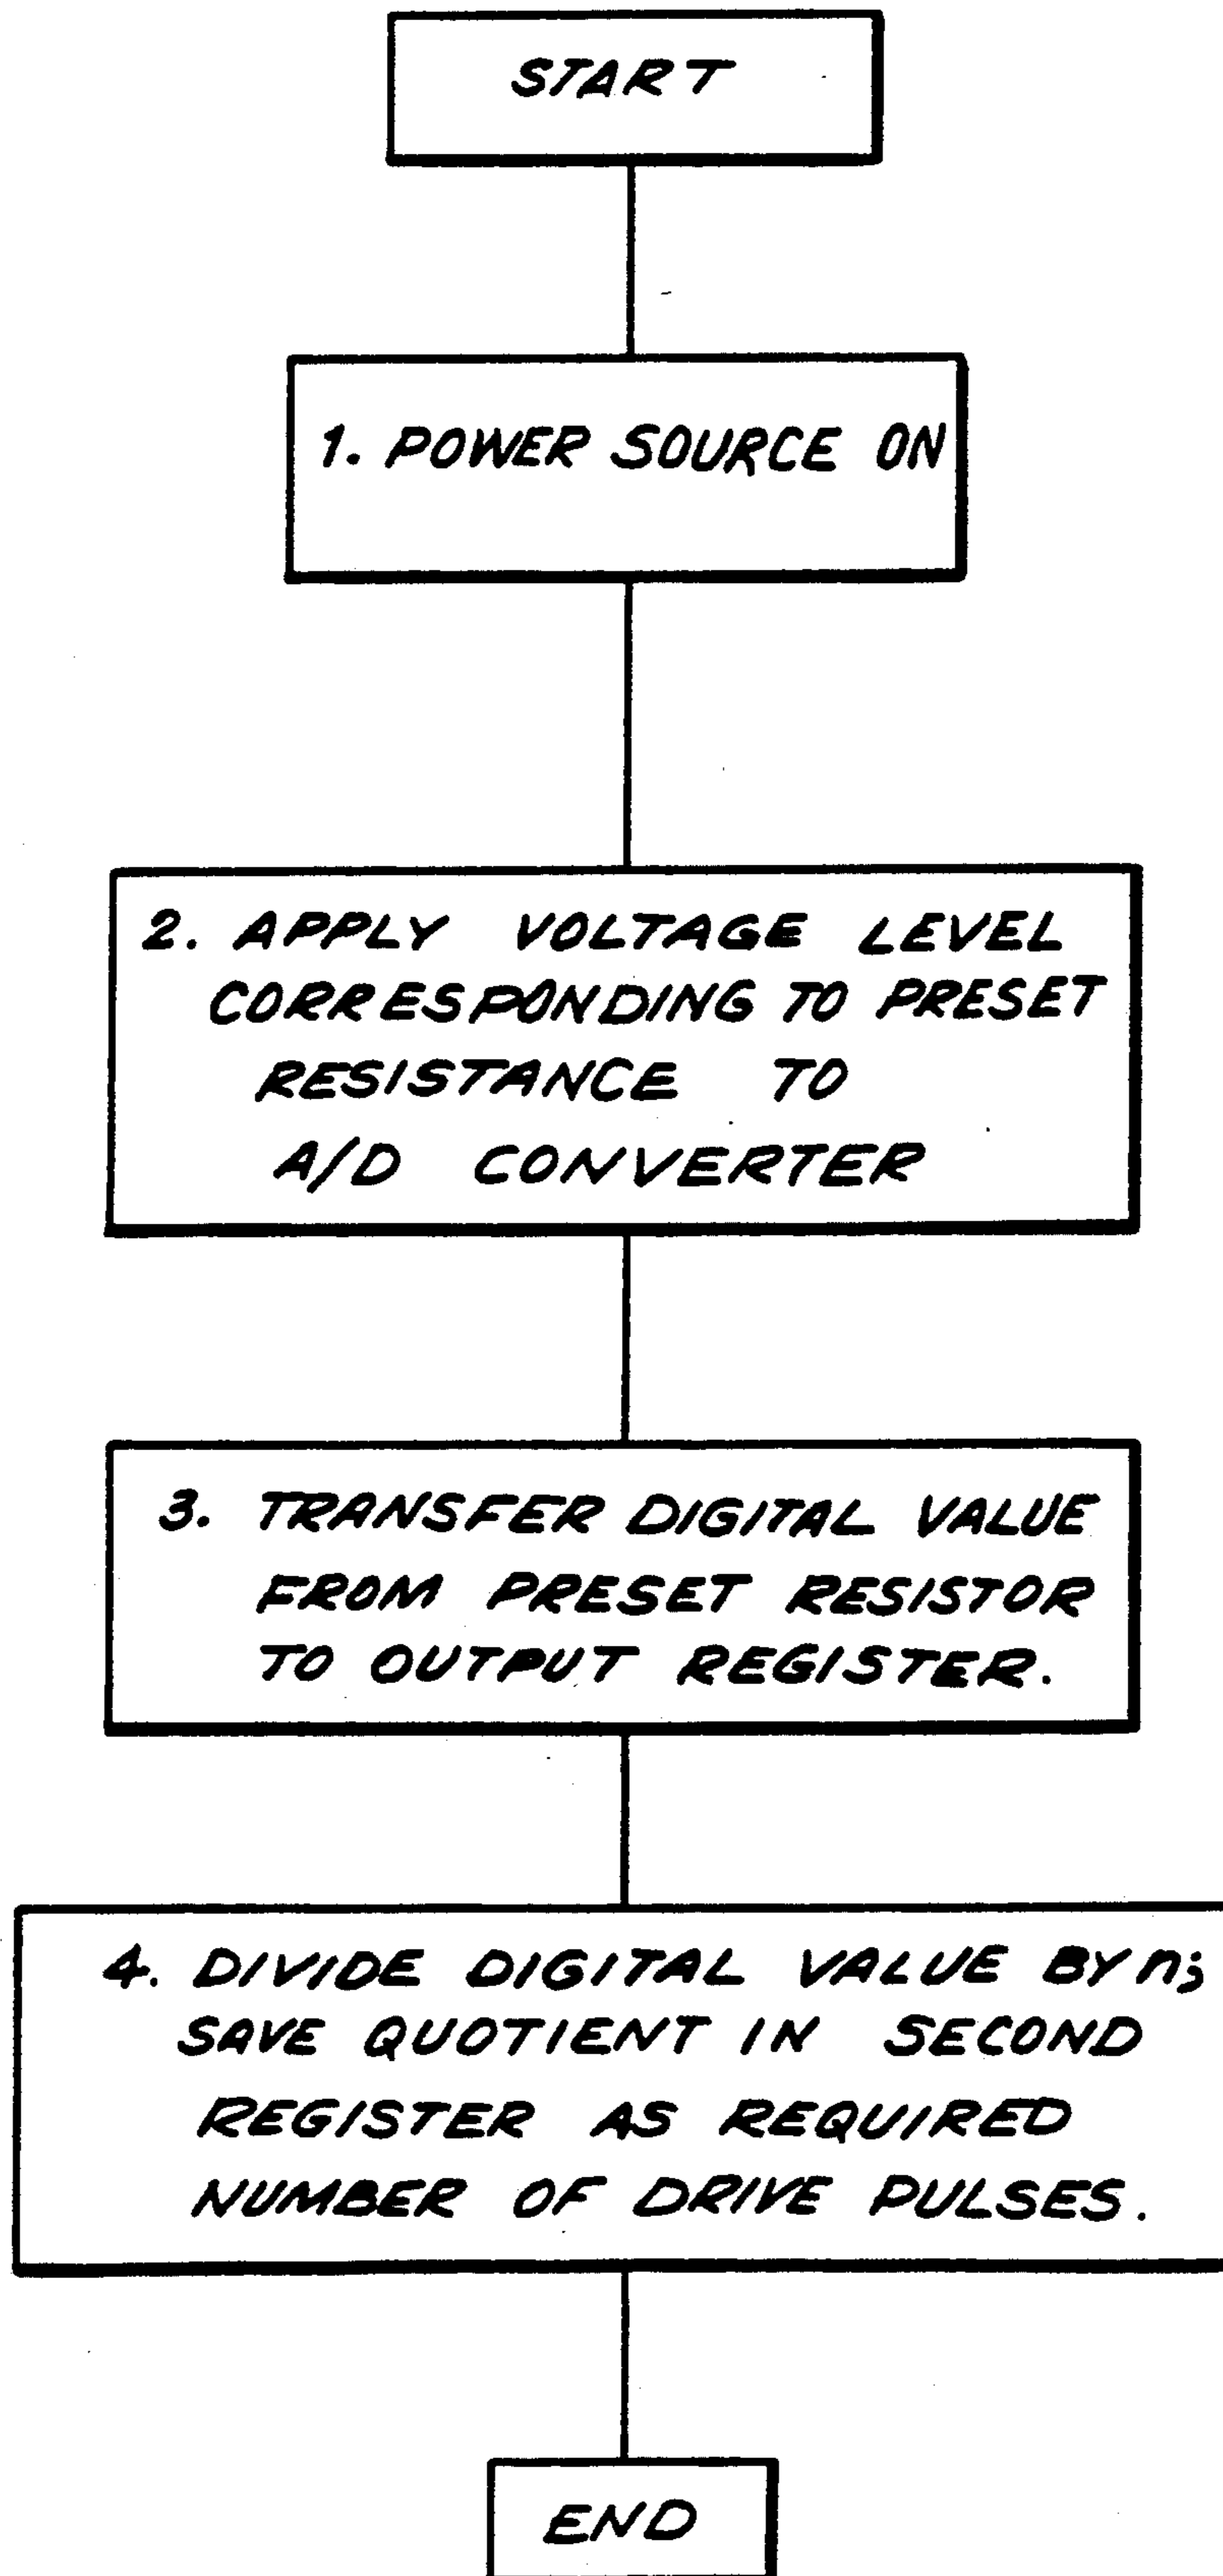 START
1. POWER SOURCE ON
2. APPLY VOLTAGE LEVEL
CORRESPONDING TO PRESET
RESISTANCE TO
A/D CONVERTER
3. TRANSFER DIGITAL VALUE
FROM PRESET RESISTOR
TO OUTPUT REGISTER.
4. DIVIDE DIGITAL VALUE BY n;
SAVE QUOTIENT IN SECOND
REGISTER AS REQUIRED
NUMBER OF DRIVE PULSES.
END